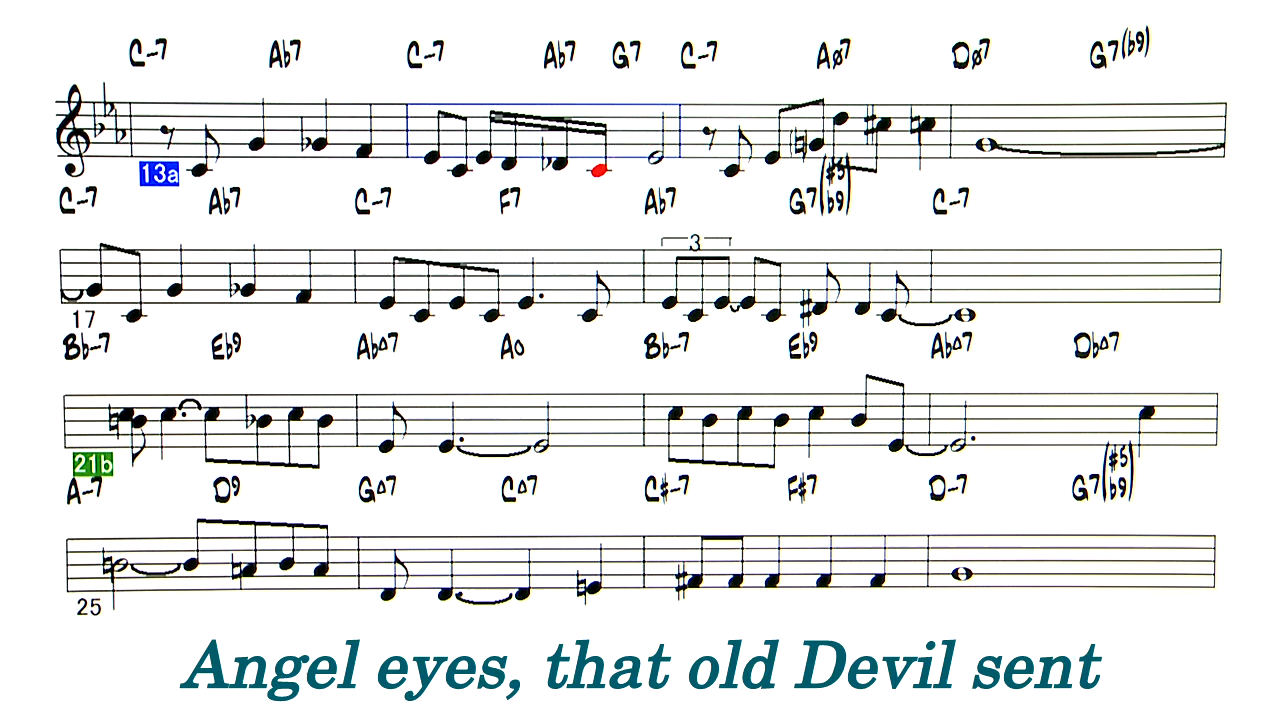 C-7 Ab7 C-7 Ab7 G7 C-7 Aø7 Dø7 G7(b9)
13a
C-7 Ab7 C-7 F7 Ab7 G7(#5 b9) C-7
3
17
Bb-7 Eb9 AbΔ7 Ao Bb-7 Eb9 AbΔ7 DbΔ7
21b
A-7 D9 GΔ7 CΔ7 C#-7 F#7 D-7 G7(#5 b9)
25
Angel eyes, that old Devil sent